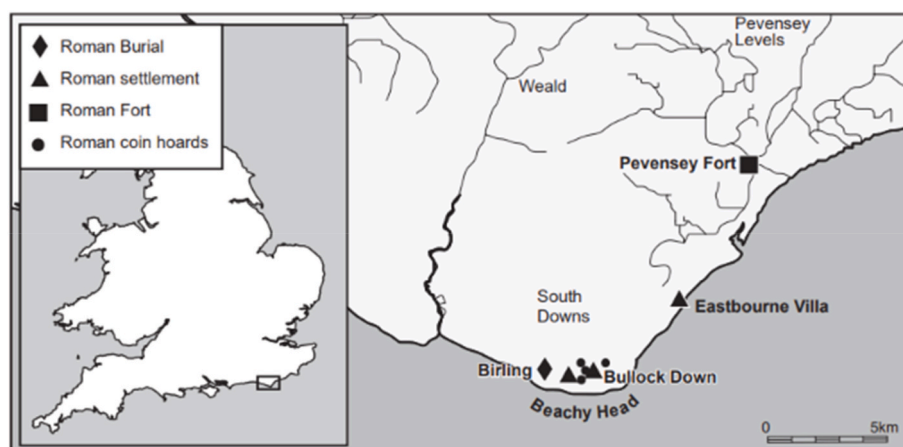 Roman Burial
Roman settlement
Roman Fort
Roman coin hoards
Pevensey
Levels
Weald
Pevensey Fort
South
Downs
Eastbourne Villa
Birling
Bullock Down
Beachy Head
0 5km